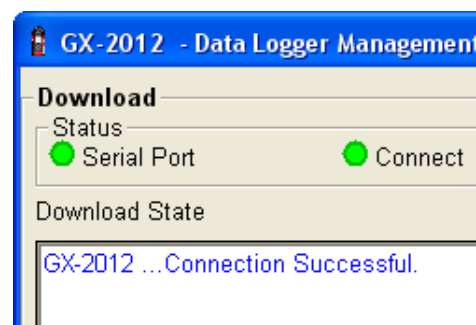 GX-2012 - Data Logger Management
Download
Status
Serial Port Connect
Download State
GX-2012 ...Connection Successful.